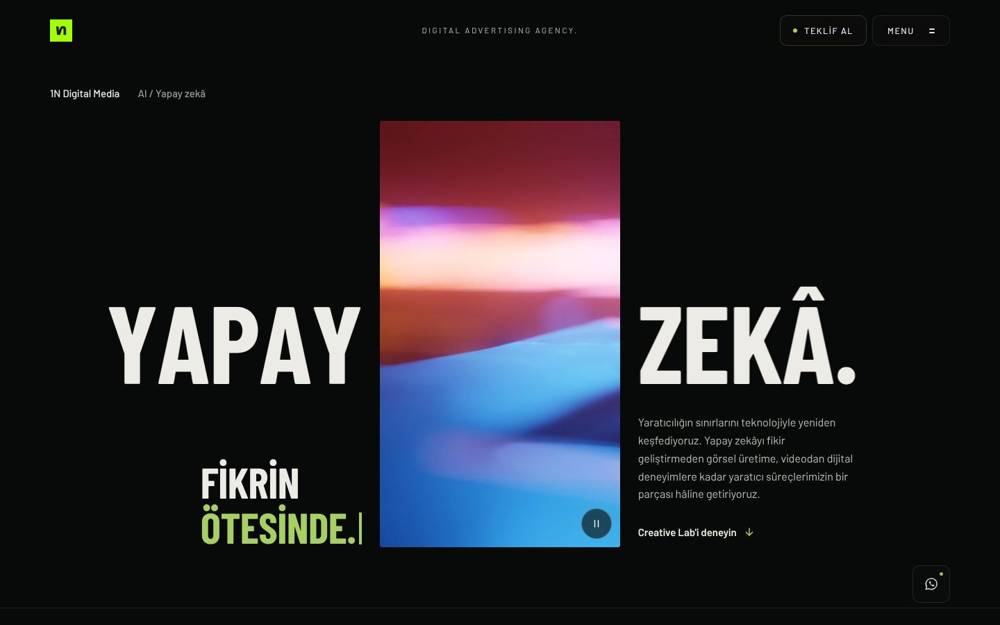 DIGITAL ADVERTISING AGENCY.
TEKLİF AL
MENU
1N Digital Media
AI / Yapay zekâ
YAPAY
ZEKÂ.
FİKRİN
ÖTESİNDE.
Yaratıcılığın sınırlarını teknolojiyle yeniden
keşfediyoruz. Yapay zekâyı fikir
geliştirmeden görsel üretime, videodan dijital
deneyimlere kadar yaratıcı süreçlerimizin bir
parçası hâline getiriyoruz.
Creative Lab'i deneyin